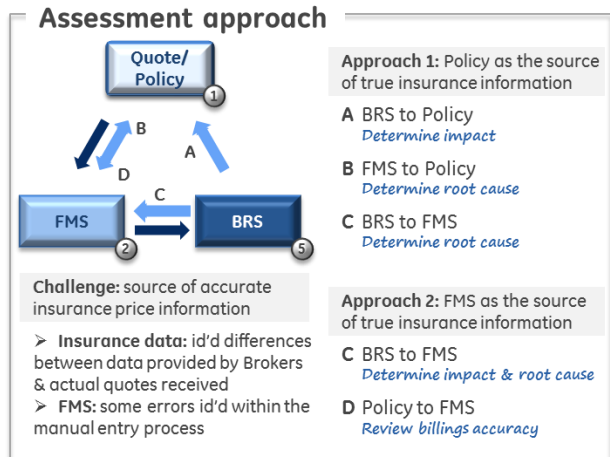 Assessment approach
Quote/
Policy
1
B
A
D
C
FMS
2
BRS
5
Challenge: source of accurate
insurance price information
➢ Insurance data: id’d differences
between data provided by Brokers
& actual quotes received
➢ FMS: some errors id’d within the
manual entry process
Approach 1: Policy as the source
of true insurance information
A BRS to Policy
Determine impact
B FMS to Policy
Determine root cause
C BRS to FMS
Determine root cause
Approach 2: FMS as the source
of true insurance information
C BRS to FMS
Determine impact & root cause
D Policy to FMS
Review billings accuracy